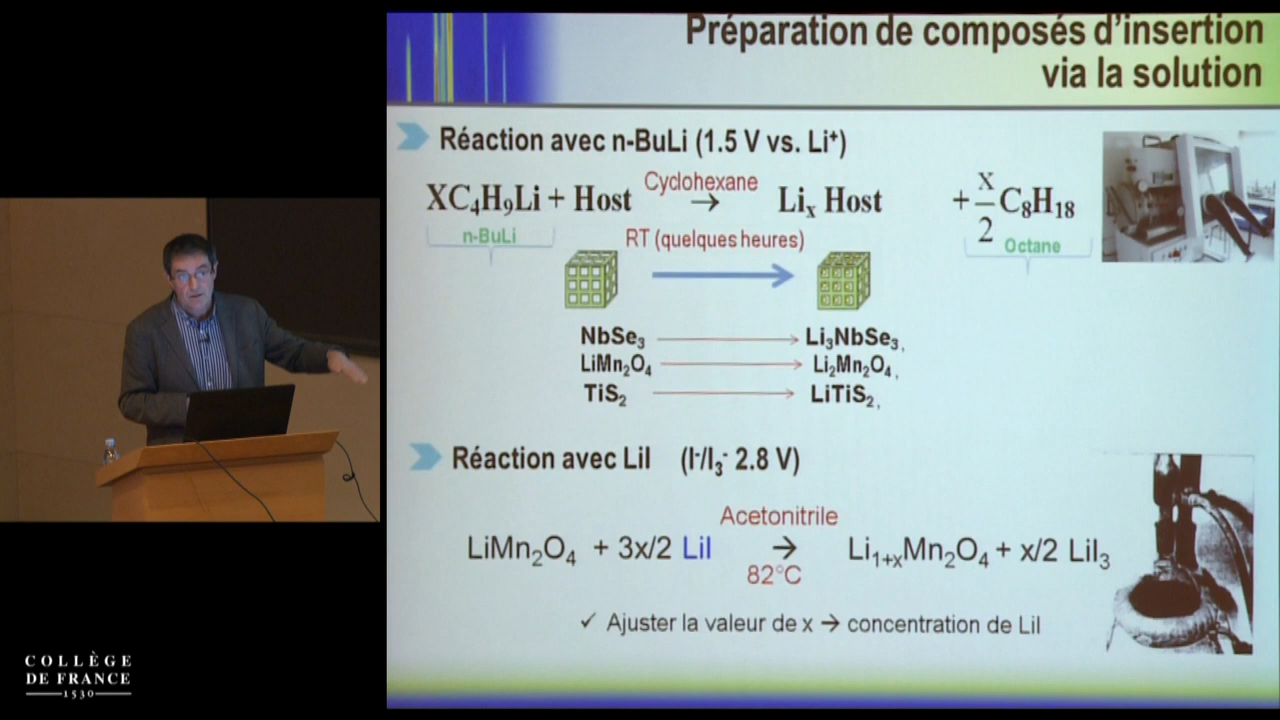 Préparation de composés d'insertion
via la solution
Réaction avec n-BuLi (1.5 V vs. Li⁺)
XC₄H₉Li + Host Cyclohexane → Liₓ Host + x/2 C₈H₁₈
n-BuLi RT (quelques heures) Octane
NbSe₃ → Li₃NbSe₃,
LiMn₂O₄ → Li₂Mn₂O₄,
TiS₂ → LiTiS₂,
Réaction avec LiI (I⁻/I₃⁻ 2.8 V)
Acetonitrile
LiMn₂O₄ + 3x/2 LiI → Li₁₊ₓMn₂O₄ + x/2 LiI₃
82°C
✓ Ajuster la valeur de x → concentration de LiI
COLLÈGE
DE FRANCE
1530